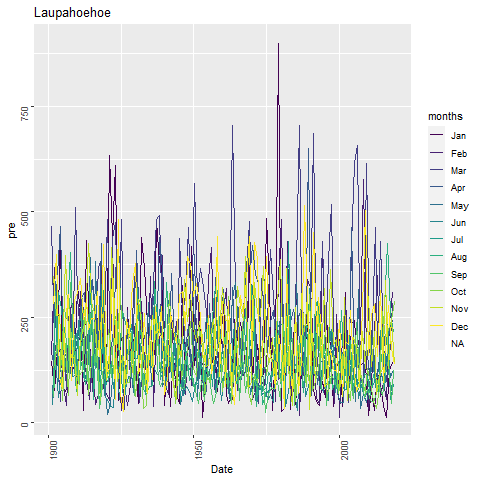 Laupahoehoe
pre
750
500
250
0
1900
1950
2000
Date
months
Jan
Feb
Mar
Apr
May
Jun
Jul
Aug
Sep
Oct
Nov
Dec
NA